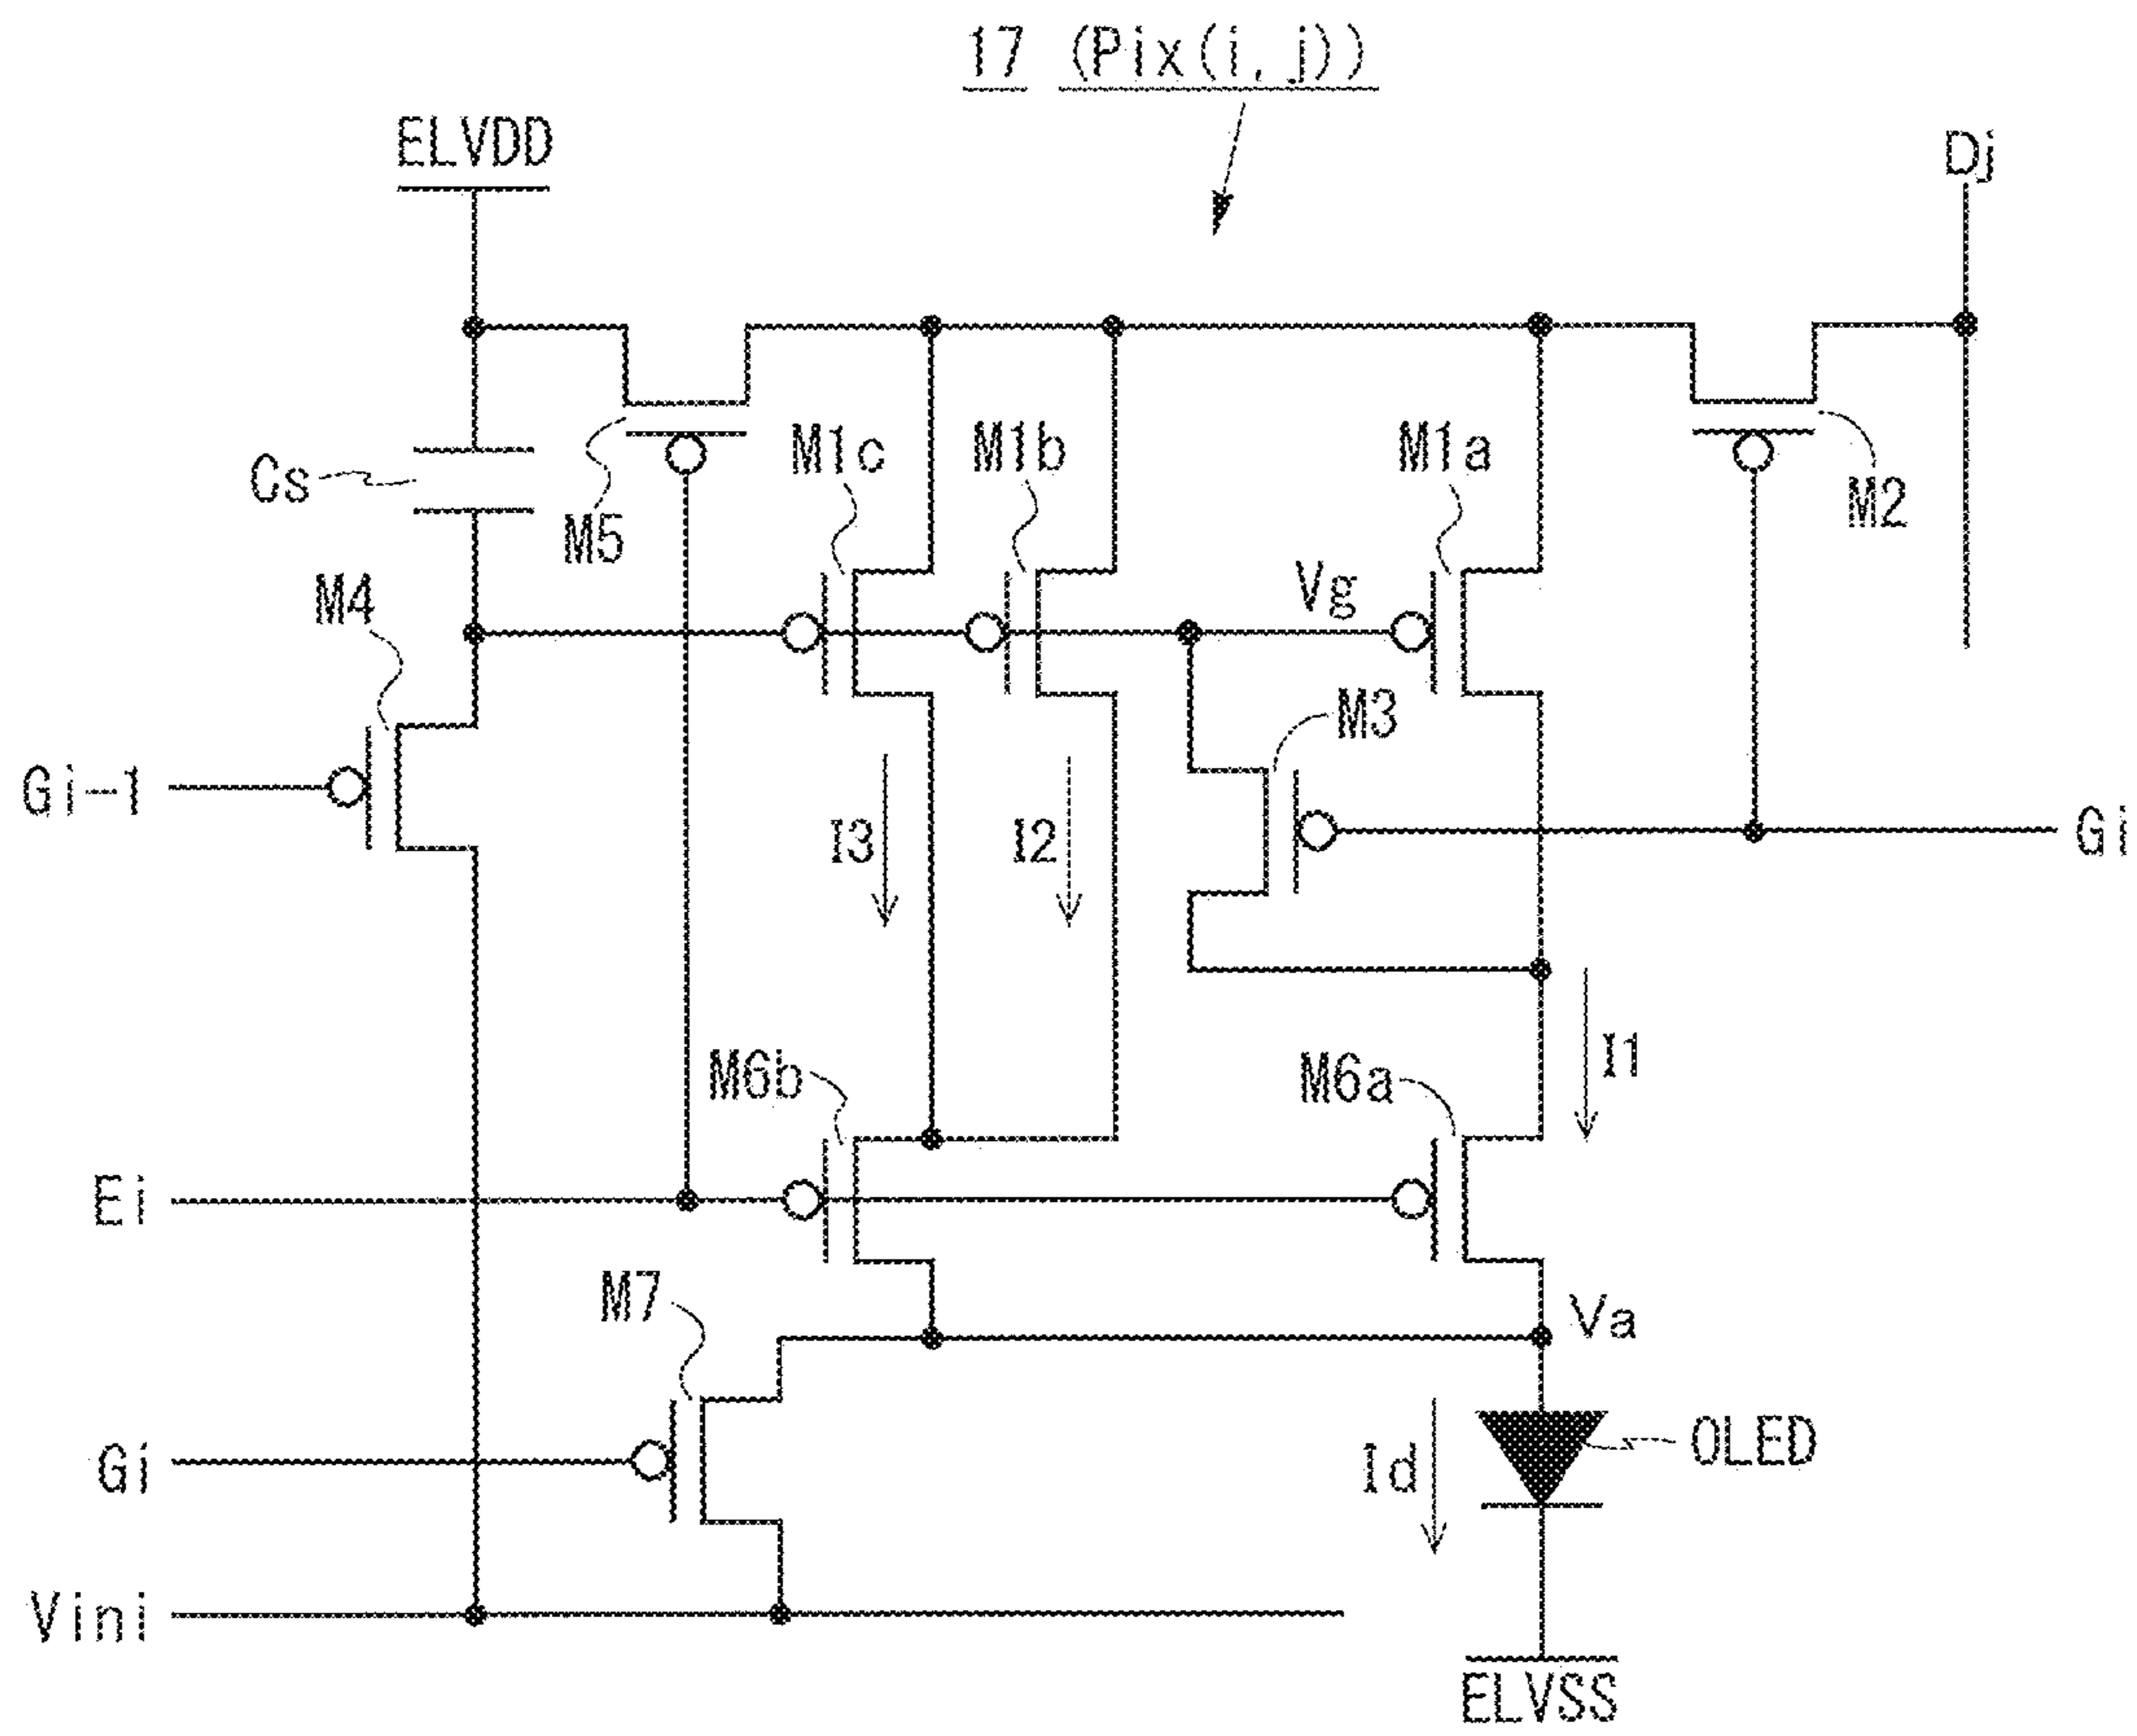 17 (Pix(i, j))
ELVDD
Dj
M1c
M1b
M1a
Cs
M5
M2
M4
Vg
M3
Gi-1
I3
I2
Gi
M6b
M6a
I1
Ei
M7
Va
Gi
Id
OLED
Vini
ELVSS